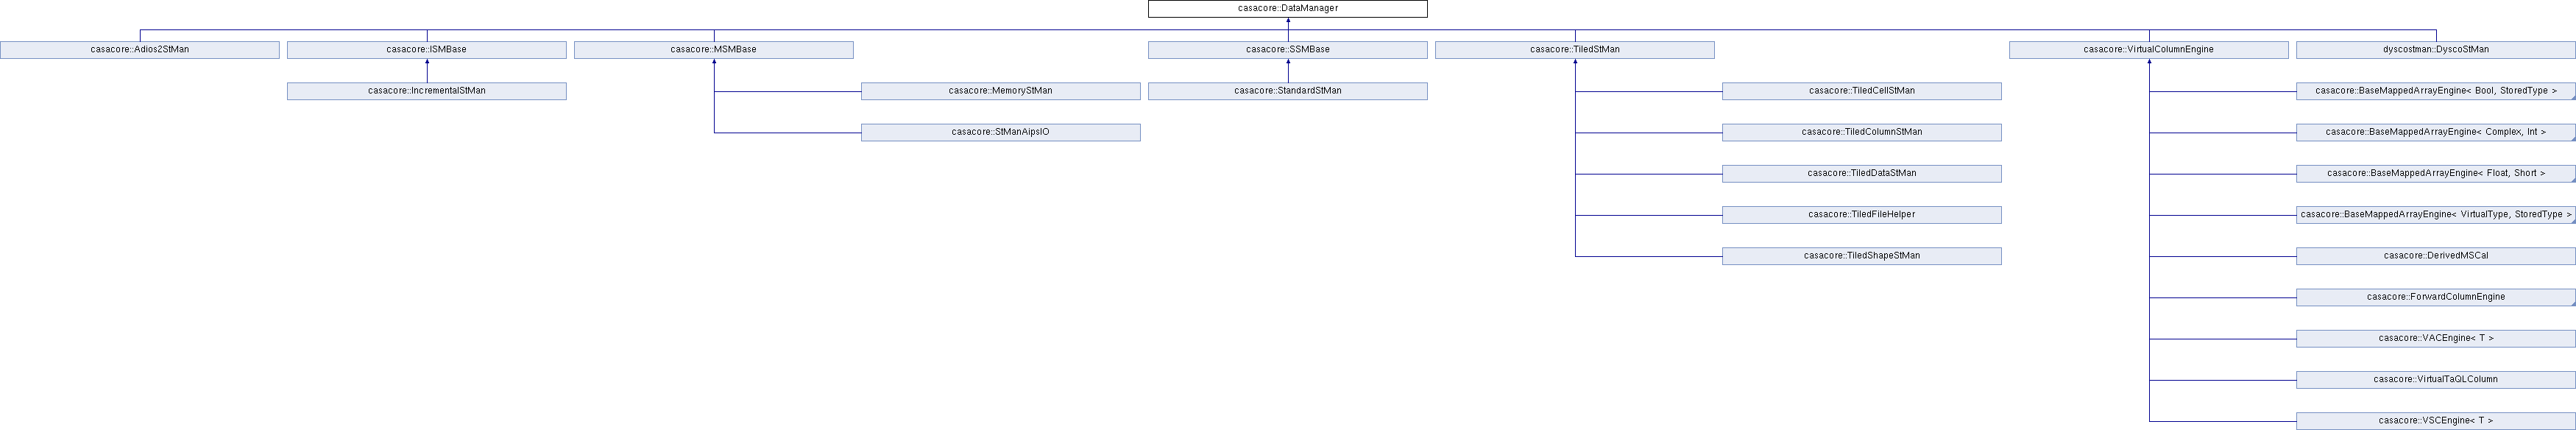 casacore::DataManager
casacore::Adios2StMan
casacore::ISMBase
casacore::MSMBase
casacore::SSMBase
casacore::TiledStMan
casacore::VirtualColumnEngine
dyscostman::DyscoStMan
casacore::IncrementalStMan
casacore::MemoryStMan
casacore::StandardStMan
casacore::TiledCellStMan
casacore::BaseMappedArrayEngine< Bool, StoredType >
casacore::StManAipsIO
casacore::TiledColumnStMan
casacore::BaseMappedArrayEngine< Complex, Int >
casacore::TiledDataStMan
casacore::BaseMappedArrayEngine< Float, Short >
casacore::TiledFileHelper
casacore::BaseMappedArrayEngine< VirtualType, StoredType >
casacore::TiledShapeStMan
casacore::DerivedMSCal
casacore::ForwardColumnEngine
casacore::VACEngine< T >
casacore::VirtualTaQLColumn
casacore::VSCEngine< T >